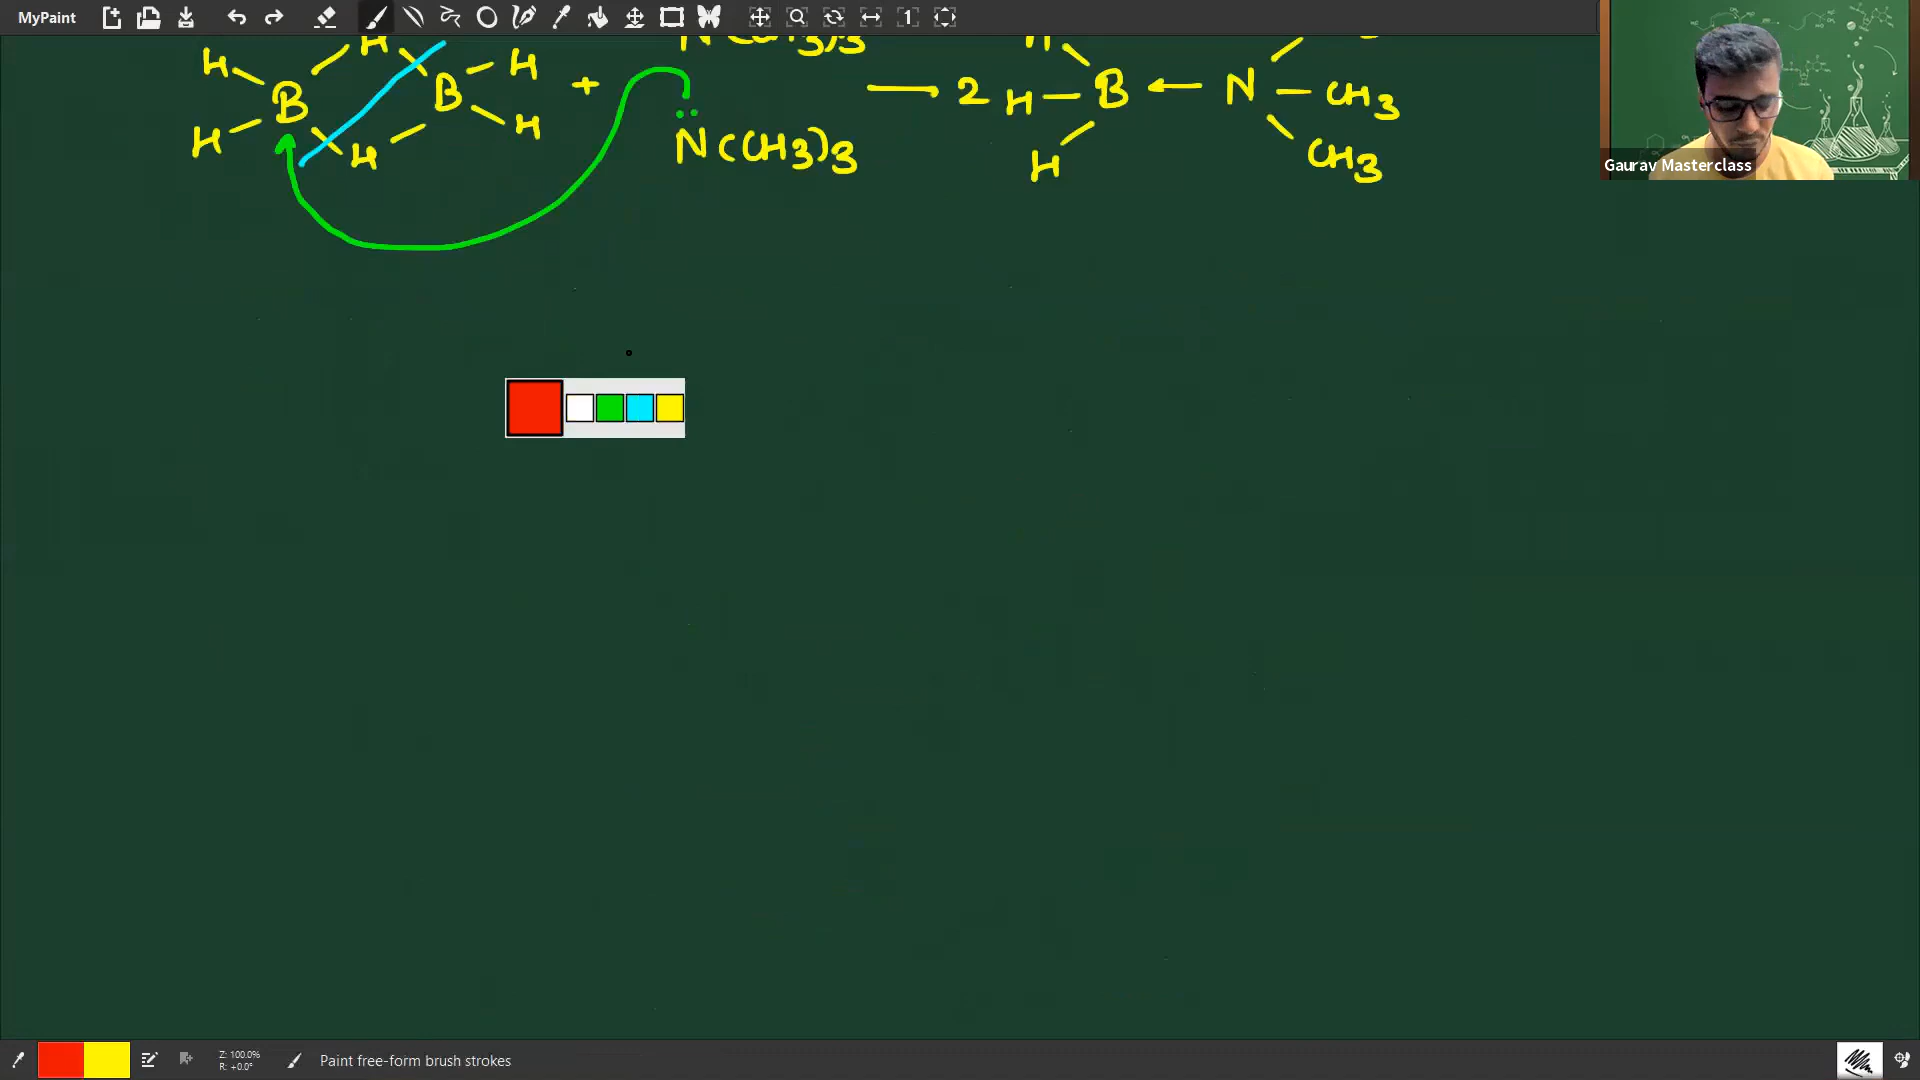 MyPaint
H H H
B B + N(CH3)3 → 2 H — B ← N — CH3
H H H
N(CH3)3
H CH3
Gaurav Masterclass
Z: 100.0%
R: +0.0°
Paint free-form brush strokes